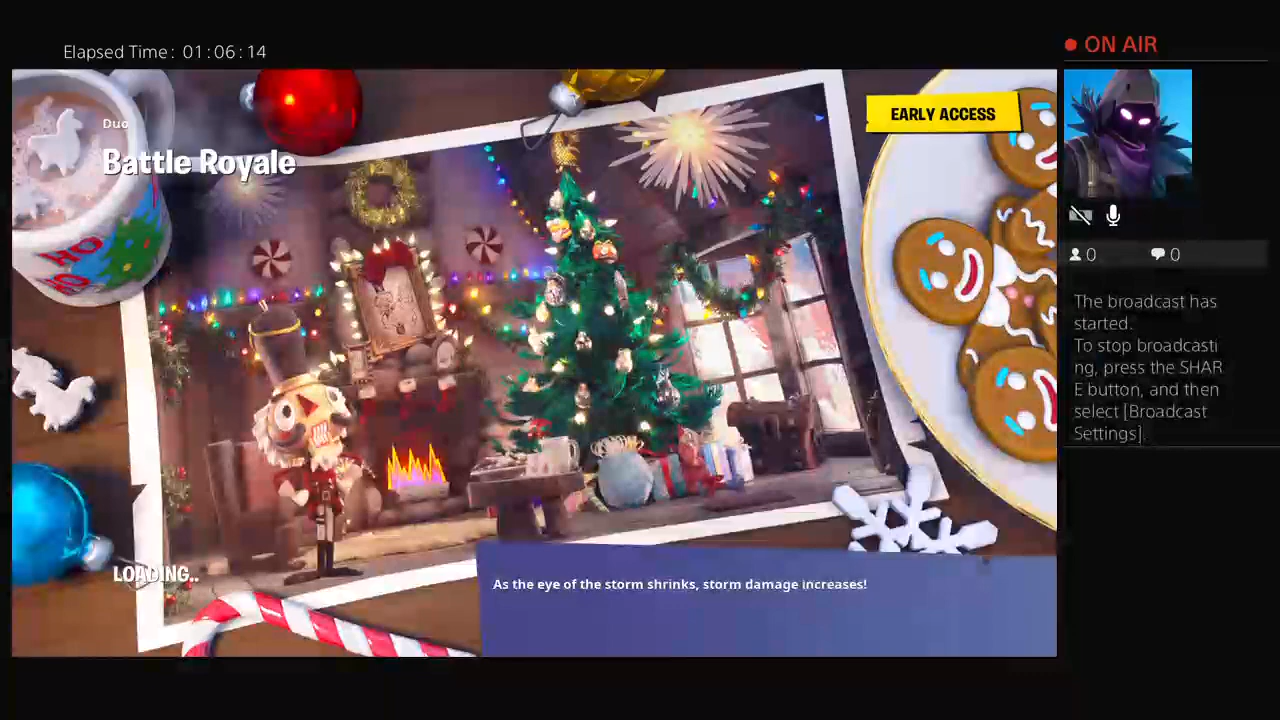 Elapsed Time: 01:06:14
ON AIR
EARLY ACCESS
Duo
Battle Royale
HO
HO
0
0
The broadcast has
started.
To stop broadcasti
ng, press the SHAR
E button, and then
select [Broadcast
Settings].
LOADING..
As the eye of the storm shrinks, storm damage increases!